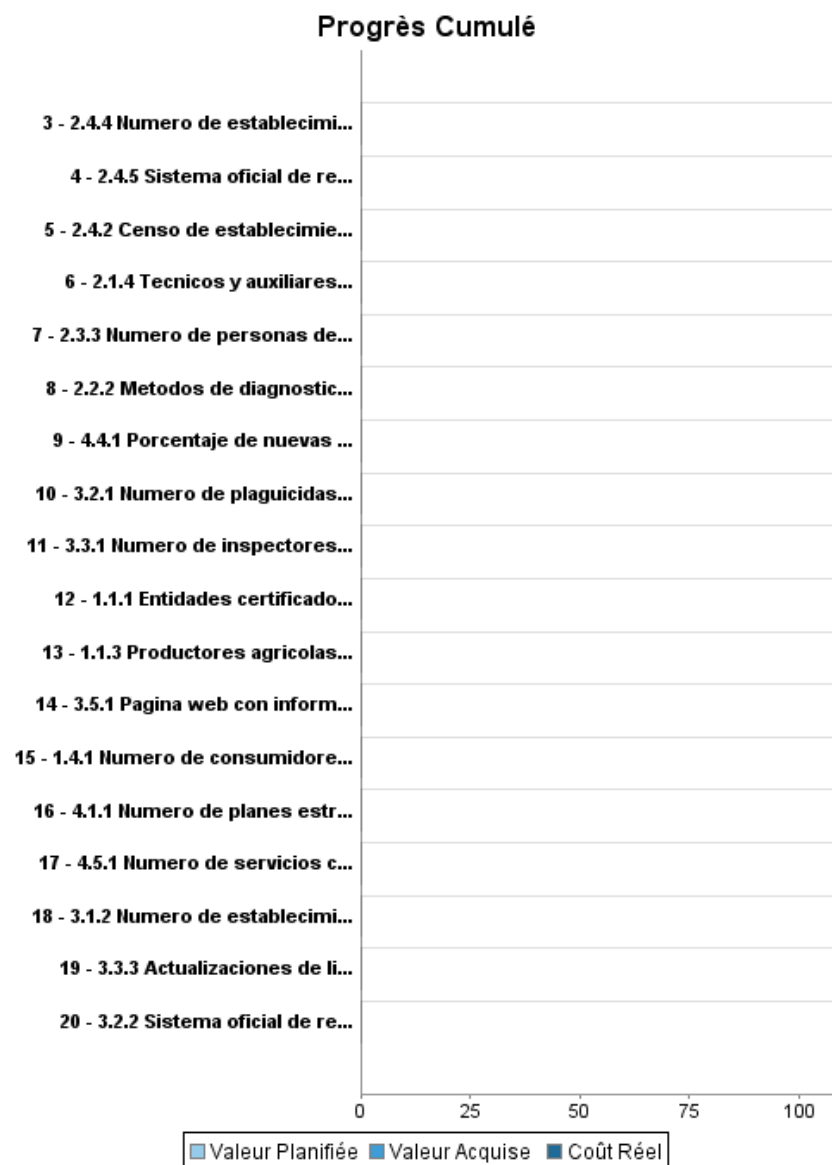 Progrès Cumulé
3 - 2.4.4 Numero de establecimi...
4 - 2.4.5 Sistema oficial de re...
5 - 2.4.2 Censo de establecimie...
6 - 2.1.4 Tecnicos y auxiliares...
7 - 2.3.3 Numero de personas de...
8 - 2.2.2 Metodos de diagnostic...
9 - 4.4.1 Porcentaje de nuevas ...
10 - 3.2.1 Numero de plaguicidas...
11 - 3.3.1 Numero de inspectores...
12 - 1.1.1 Entidades certificado...
13 - 1.1.3 Productores agricolas...
14 - 3.5.1 Pagina web con inform...
15 - 1.4.1 Numero de consumidore...
16 - 4.1.1 Numero de planes estr...
17 - 4.5.1 Numero de servicios c...
18 - 3.1.2 Numero de establecimi...
19 - 3.3.3 Actualizaciones de li...
20 - 3.2.2 Sistema oficial de re...
0 25 50 75 100
Valeur Planifiée Valeur Acquise Coût Réel